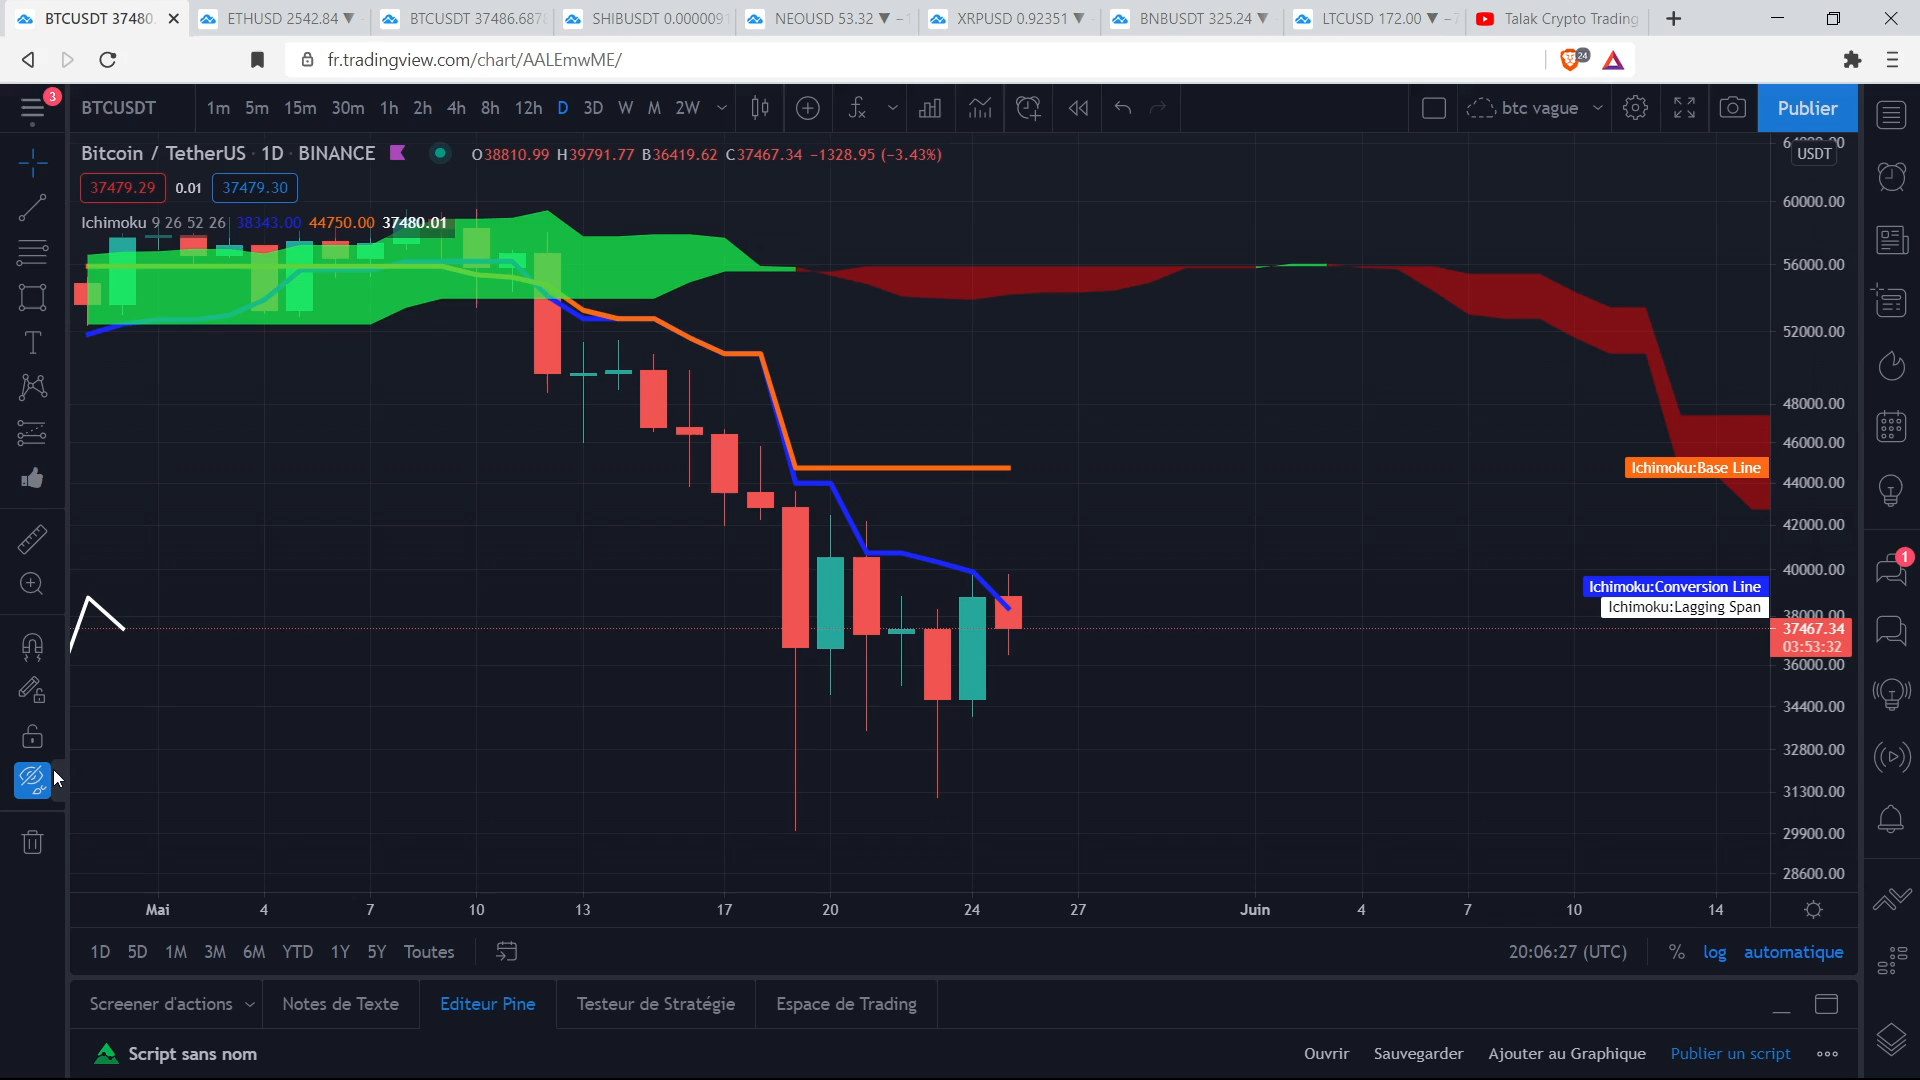 BTCUSDT 37480.
ETHUSD 2542.84 ▼
BTCUSDT 37486.687
SHIBUSDT 0.0000091
NEOUSD 53.32 ▼ −1
XRPUSD 0.92351 ▼
BNBUSDT 325.24 ▼
LTCUSD 172.00 ▼ −7
Talak Crypto Trading
fr.tradingview.com/chart/AALEmwME/
24
3
BTCUSDT
1m 5m 15m 30m 1h 2h 4h 8h 12h D 3D W M 2W
btc vague
Publier
Bitcoin / TetherUS · 1D · BINANCE
O38810.99 H39791.77 B36419.62 C37467.34 −1328.95 (−3.43%)
USDT
37479.29 0.01 37479.30
Ichimoku 9 26 52 26 38343.00 44750.00 37480.01
60000.00
56000.00
52000.00
48000.00
46000.00
Ichimoku:Base Line
44000.00
42000.00
40000.00
1
Ichimoku:Conversion Line
Ichimoku:Lagging Span
38000.00
37467.34
03:53:32
36000.00
34400.00
32800.00
31300.00
29900.00
28600.00
Mai 4 7 10 13 17 20 24 27 Juin 4 7 10 14
1D 5D 1M 3M 6M YTD 1Y 5Y Toutes
20:06:27 (UTC) % log automatique
Screener d'actions Notes de Texte Editeur Pine Testeur de Stratégie Espace de Trading
Script sans nom
Ouvrir Sauvegarder Ajouter au Graphique Publier un script